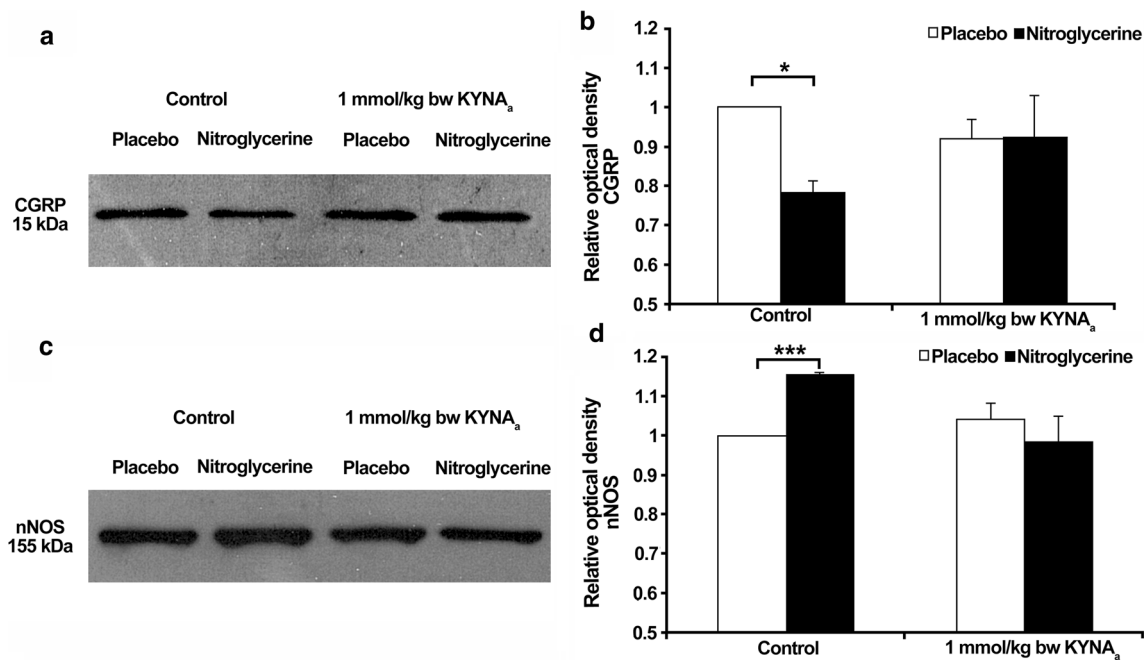 a
Control 1 mmol/kg bw KYNAa
Placebo Nitroglycerine Placebo Nitroglycerine
CGRP
15 kDa
b
Placebo Nitroglycerine
Relative optical density
CGRP
1.2
1.1
1
0.9
0.8
0.7
0.6
0.5
*
Control 1 mmol/kg bw KYNAa
c
Control 1 mmol/kg bw KYNAa
Placebo Nitroglycerine Placebo Nitroglycerine
nNOS
155 kDa
d
Placebo Nitroglycerine
Relative optical density
nNOS
1.2
1.1
1
0.9
0.8
0.7
0.6
0.5
***
Control 1 mmol/kg bw KYNAa